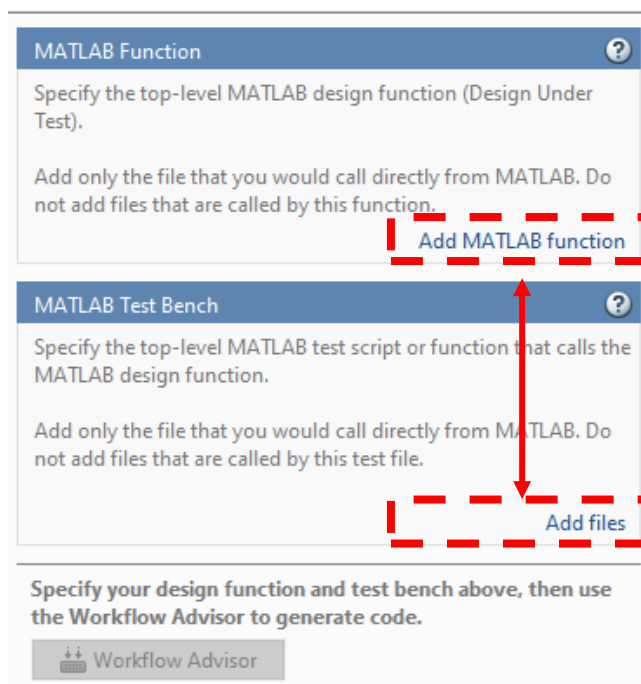 MATLAB Function
?
Specify the top-level MATLAB design function (Design Under
Test).
Add only the file that you would call directly from MATLAB. Do
not add files that are called by this function.
Add MATLAB function
MATLAB Test Bench
?
Specify the top-level MATLAB test script or function that calls the
MATLAB design function.
Add only the file that you would call directly from MATLAB. Do
not add files that are called by this test file.
Add files
Specify your design function and test bench above, then use
the Workflow Advisor to generate code.
Workflow Advisor